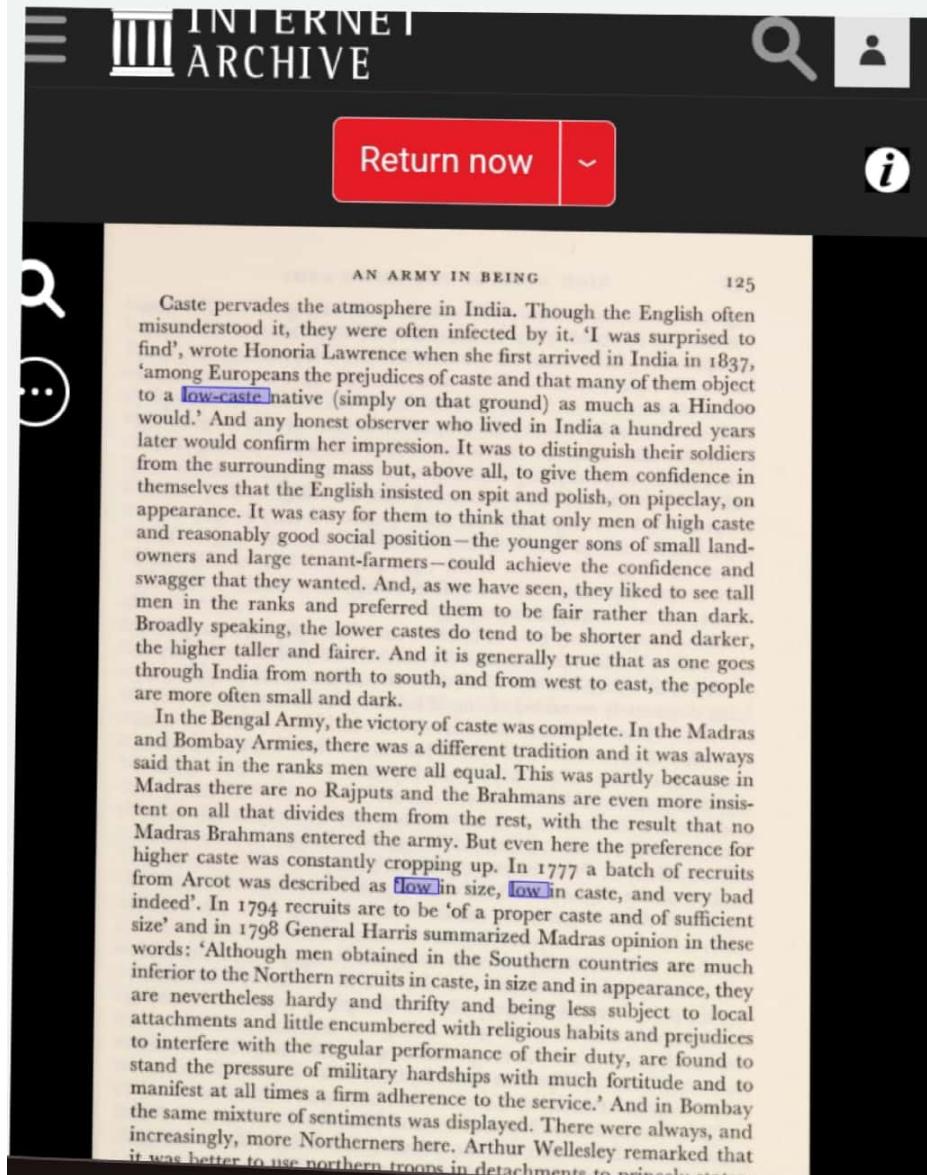 INTERNET
ARCHIVE
Return now
AN ARMY IN BEING 125
Caste pervades the atmosphere in India. Though the English often
misunderstood it, they were often infected by it. ‘I was surprised to
find’, wrote Honoria Lawrence when she first arrived in India in 1837,
‘among Europeans the prejudices of caste and that many of them object
to a low-caste native (simply on that ground) as much as a Hindoo
would.’ And any honest observer who lived in India a hundred years
later would confirm her impression. It was to distinguish their soldiers
from the surrounding mass but, above all, to give them confidence in
themselves that the English insisted on spit and polish, on pipeclay, on
appearance. It was easy for them to think that only men of high caste
and reasonably good social position—the younger sons of small land-
owners and large tenant-farmers—could achieve the confidence and
swagger that they wanted. And, as we have seen, they liked to see tall
men in the ranks and preferred them to be fair rather than dark.
Broadly speaking, the lower castes do tend to be shorter and darker,
the higher taller and fairer. And it is generally true that as one goes
through India from north to south, and from west to east, the people
are more often small and dark.
In the Bengal Army, the victory of caste was complete. In the Madras
and Bombay Armies, there was a different tradition and it was always
said that in the ranks men were all equal. This was partly because in
Madras there are no Rajputs and the Brahmans are even more insis-
tent on all that divides them from the rest, with the result that no
Madras Brahmans entered the army. But even here the preference for
higher caste was constantly cropping up. In 1777 a batch of recruits
from Arcot was described as ‘low in size, low in caste, and very bad
indeed’. In 1794 recruits are to be ‘of a proper caste and of sufficient
size’ and in 1798 General Harris summarized Madras opinion in these
words: ‘Although men obtained in the Southern countries are much
inferior to the Northern recruits in caste, in size and in appearance, they
are nevertheless hardy and thrifty and being less subject to local
attachments and little encumbered with religious habits and prejudices
to interfere with the regular performance of their duty, are found to
stand the pressure of military hardships with much fortitude and to
manifest at all times a firm adherence to the service.’ And in Bombay
the same mixture of sentiments was displayed. There were always, and
increasingly, more Northerners here. Arthur Wellesley remarked that
it was better to use northern troops in detachments to princely states